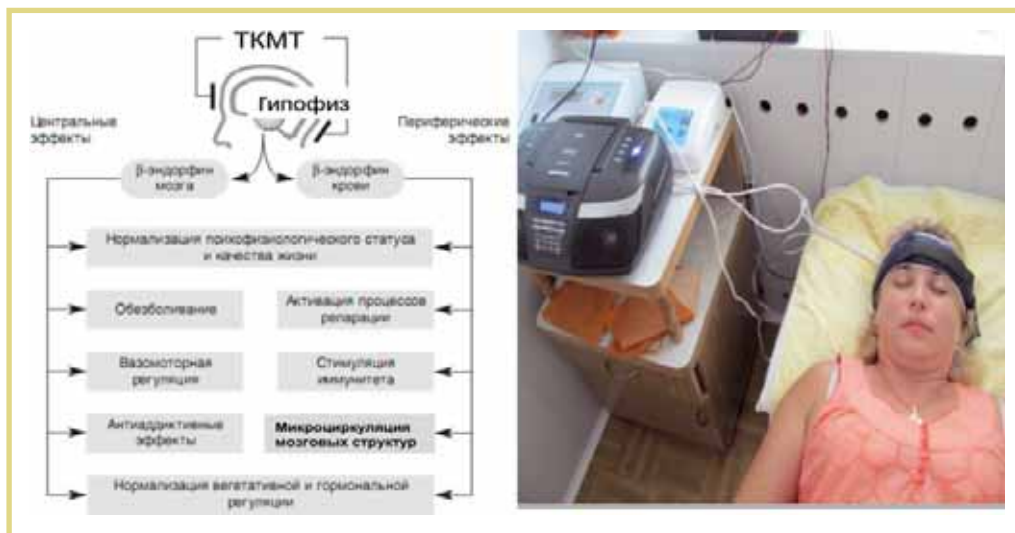 ТКМТ
Гипофиз
Центральные
эффекты
Периферические
эффекты
β-эндорфин
мозга
β-эндорфин
крови
Нормализация психофизиологического статуса
и качества жизни
Обезболивание
Активация процессов
репарации
Вазомоторная
регуляция
Стимуляция
иммунитета
Антиаддиктивные
эффекты
Микроциркуляция
мозговых структур
Нормализация вегетативной и гормональной
регуляции